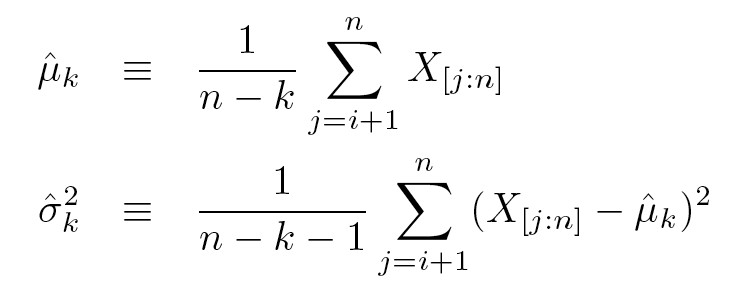 \hat{\mu}_k \equiv \frac{1}{n-k} \sum_{j=i+1}^{n} X_{[j:n]}
\hat{\sigma}_k^2 \equiv \frac{1}{n-k-1} \sum_{j=i+1}^{n} (X_{[j:n]} - \hat{\mu}_k)^2